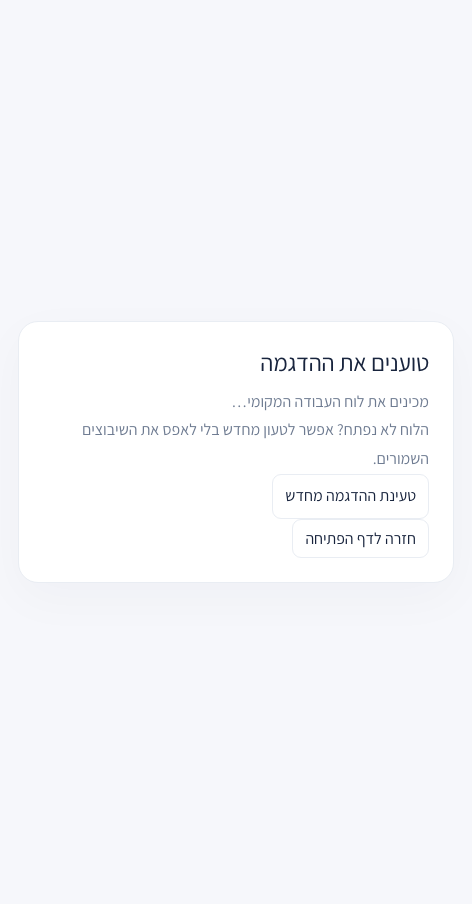 טוענים את ההדגמה
מכינים את לוח העבודה המקומי…
הלוח לא נפתח? אפשר לטעון מחדש בלי לאפס את השיבוצים
השמורים.
טעינת ההדגמה מחדש
חזרה לדף הפתיחה